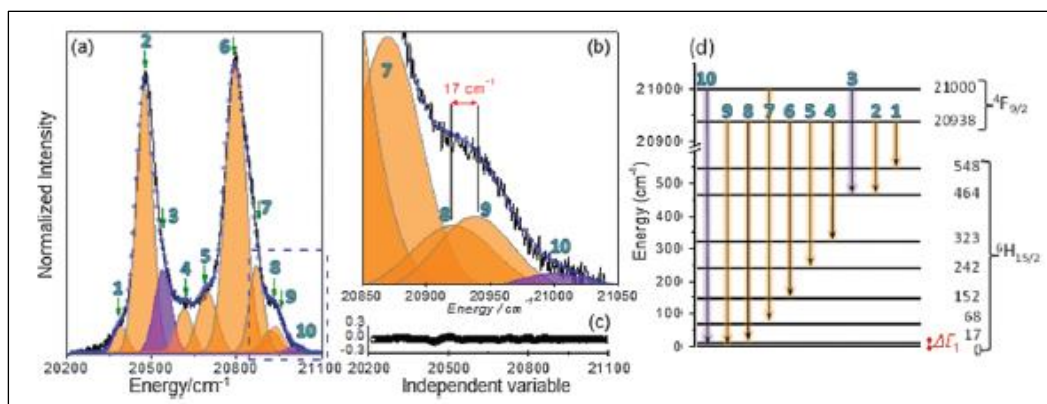 (a)
2
6
7
3
5
4
8
1
9
10
Normalized Intensity
20200 20500 20800 21100
Energy/cm⁻¹
(b)
7
17 cm⁻¹
8
9
10
20850 20900 20950 21000 21050
Energy / cm⁻¹
(c)
0.3
0.0
-0.3
20200 20500 20800 21100
Independent variable
(d)
10
3
9 8 7 6 5 4
2 1
21000
20900
500
400
300
200
100
0
Energy (cm⁻¹)
21000
20938
⁴F₉/₂
548
464
323
242
152
68
17
0
⁶H₁₅/₂
ΔE₁